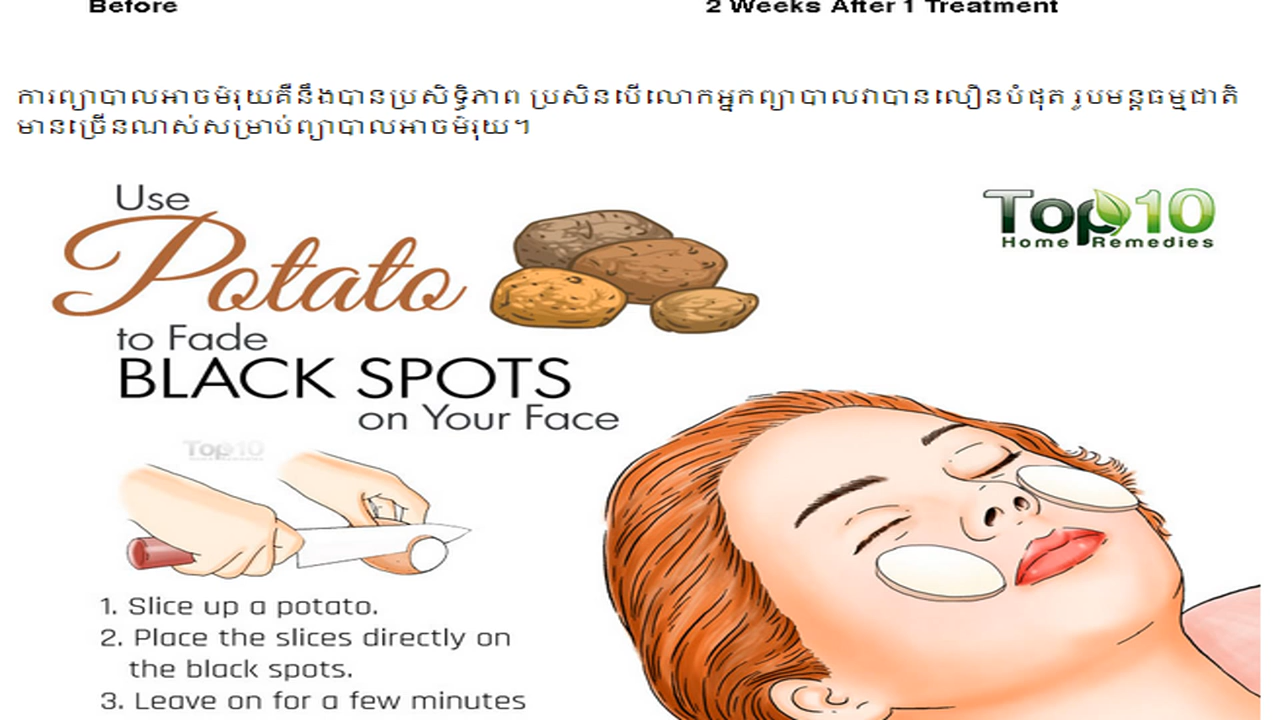 Before
2 Weeks After 1 Treatment
ការព្យាបាលអាចម៌រុយគឺនឹងបានប្រសិទ្ធិភាព ប្រសិនបើលោកអ្នកព្យាបាលវាបានលឿនបំផុត រូបមន្តធម្មជាតិ
មានច្រើនណស់សម្រាប់ព្យាបាលអាចម៌រុយ។
Use
Potato
to Fade
BLACK SPOTS
on Your Face
Top10
Home Remedies
Top10
Home Remedies
1. Slice up a potato.
2. Place the slices directly on
the black spots.
3. Leave on for a few minutes